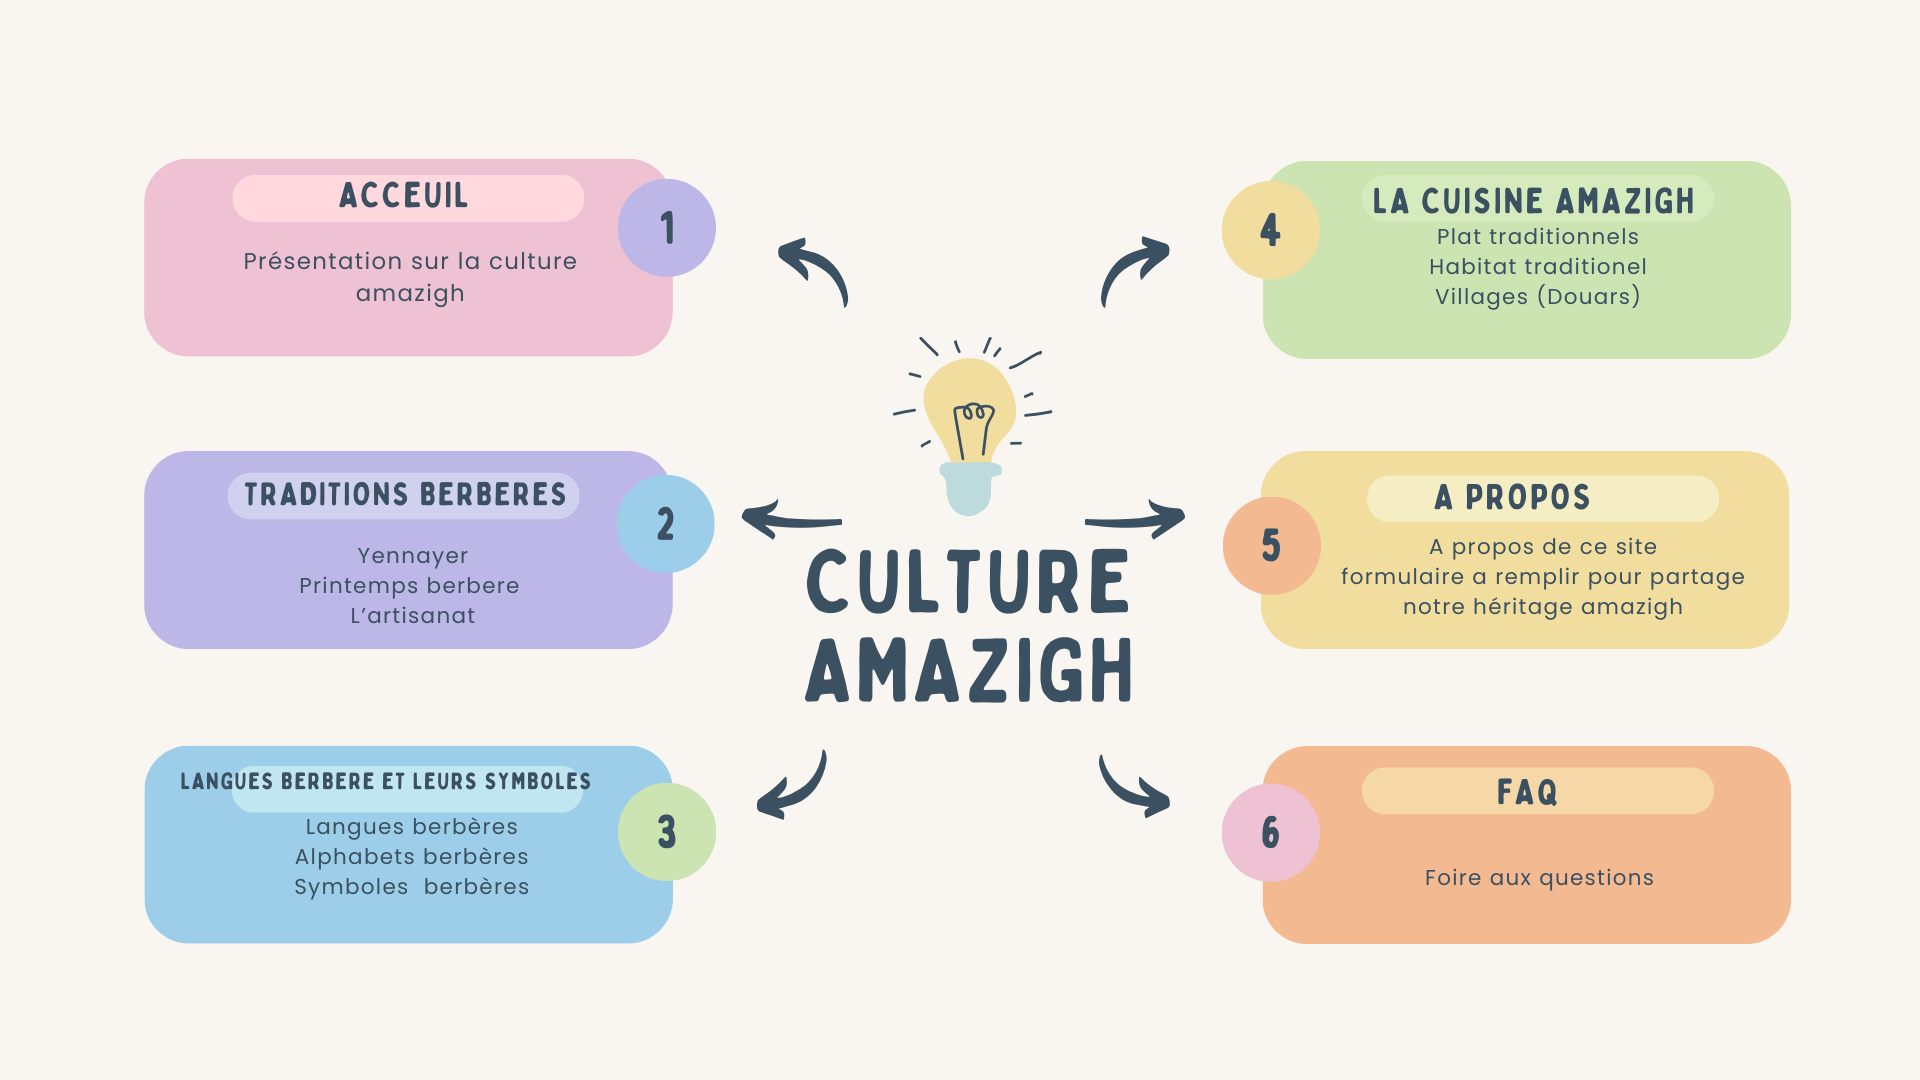 ACCEUIL
1
Présentation sur la culture
amazigh
TRADITIONS BERBERES
2
Yennayer
Printemps berbere
L’artisanat
LANGUES BERBERE ET LEURS SYMBOLES
3
Langues berbères
Alphabets berbères
Symboles  berbères
CULTURE
AMAZIGH
LA CUISINE AMAZIGH
4
Plat traditionnels
Habitat traditionel
Villages (Douars)
A PROPOS
5
A propos de ce site
formulaire a remplir pour partage
notre héritage amazigh
FAQ
6
Foire aux questions